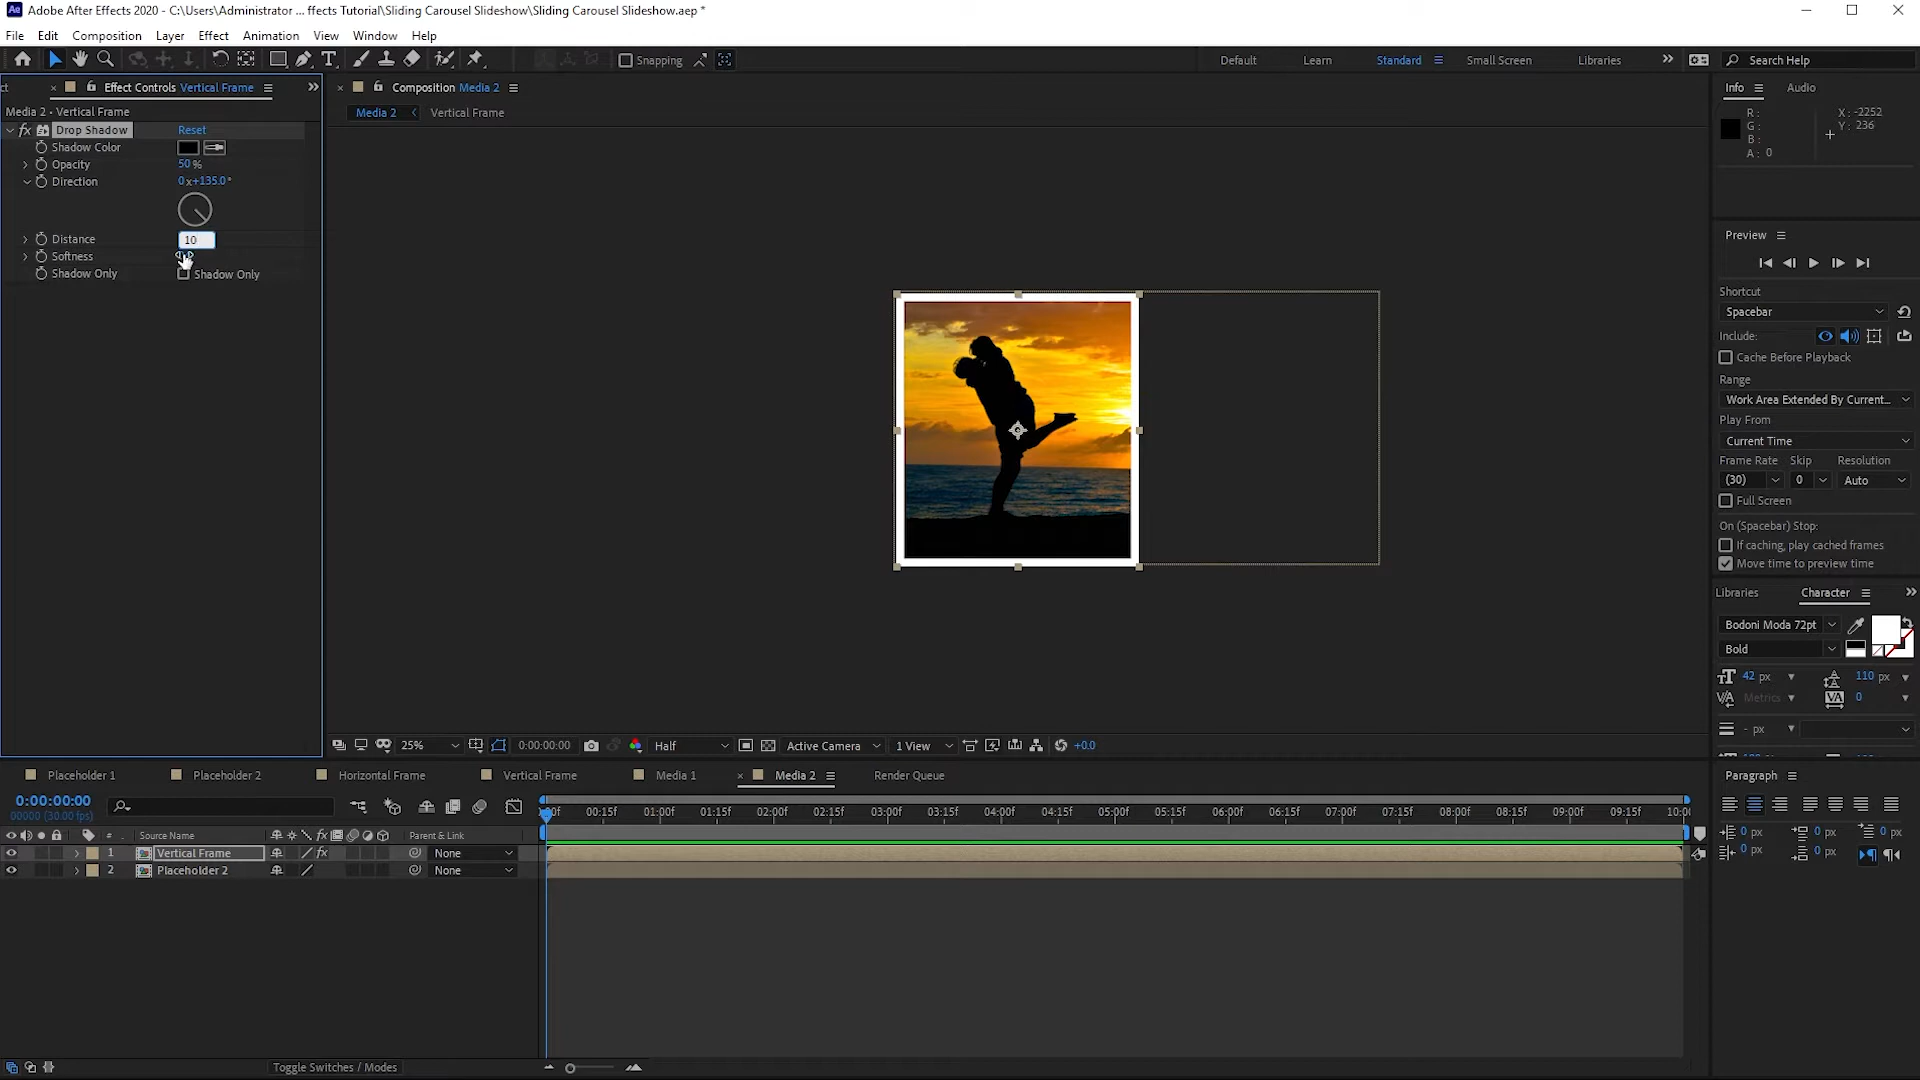 Adobe After Effects 2020 - C:\Users\Administrator ... ffects Tutorial\Sliding Carousel Slideshow\Sliding Carousel Slideshow.aep *
File Edit Composition Layer Effect Animation View Window Help
Snapping Default Learn Standard Small Screen Libraries Search Help
ct Effect Controls Vertical Frame
Composition Media 2
Info Audio
Media 2 - Vertical Frame
Media 2 Vertical Frame
R: X: -2252
G: Y: 236
B:
A: 0
fx Drop Shadow Reset
Shadow Color
Opacity 50 %
Direction 0 x+135.0°
Distance 10
Softness
Shadow Only Shadow Only
Preview
Shortcut
Spacebar
Include:
Cache Before Playback
Range
Work Area Extended By Current...
Play From
Current Time
Frame Rate Skip Resolution
(30) 0 Auto
Full Screen
On (Spacebar) Stop:
If caching, play cached frames
Move time to preview time
Libraries Character
Bodoni Moda 72pt
Bold
42 px 110 px
Metrics 0
- px
25% 0:00:00:00 Half Active Camera 1 View +0.0
Placeholder 1 Placeholder 2 Horizontal Frame Vertical Frame Media 1 Media 2 Render Queue
Paragraph
0:00:00:00
00000 (30.00 fps)
:00f 00:15f 01:00f 01:15f 02:00f 02:15f 03:00f 03:15f 04:00f 04:15f 05:00f 05:15f 06:00f 06:15f 07:00f 07:15f 08:00f 08:15f 09:00f 09:15f 10:00
# Source Name fx Parent & Link
1 Vertical Frame fx None
2 Placeholder 2 None
0 px 0 px 0 px
0 px 0 px
Toggle Switches / Modes